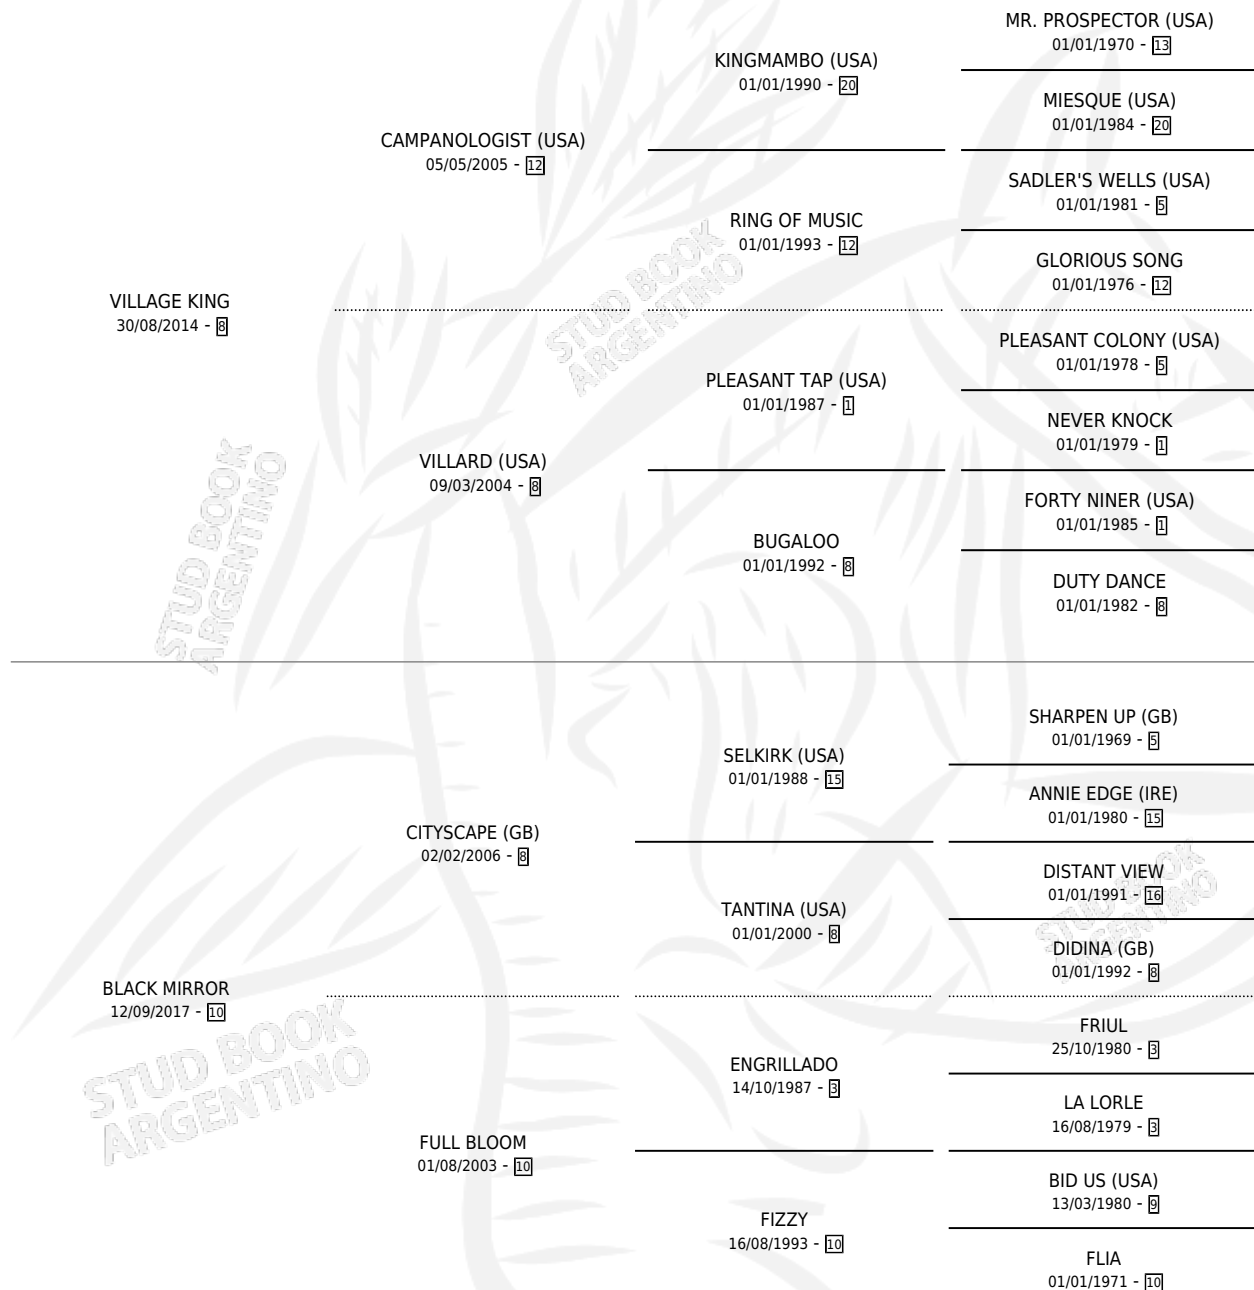 MR. PROSPECTOR (USA)
01/01/1970 - 13
KINGMAMBO (USA)
01/01/1990 - 20
MIESQUE (USA)
01/01/1984 - 20
CAMPANOLOGIST (USA)
05/05/2005 - 12
SADLER'S WELLS (USA)
01/01/1981 - 5
RING OF MUSIC
01/01/1993 - 12
GLORIOUS SONG
01/01/1976 - 12
VILLAGE KING
30/08/2014 - 8
PLEASANT COLONY (USA)
01/01/1978 - 5
PLEASANT TAP (USA)
01/01/1987 - 1
NEVER KNOCK
01/01/1979 - 1
VILLARD (USA)
09/03/2004 - 8
FORTY NINER (USA)
01/01/1985 - 1
BUGALOO
01/01/1992 - 8
DUTY DANCE
01/01/1982 - 8
SHARPEN UP (GB)
01/01/1969 - 5
SELKIRK (USA)
01/01/1988 - 15
ANNIE EDGE (IRE)
01/01/1980 - 15
CITYSCAPE (GB)
02/02/2006 - 8
DISTANT VIEW
01/01/1991 - 16
TANTINA (USA)
01/01/2000 - 8
DIDINA (GB)
01/01/1992 - 8
BLACK MIRROR
12/09/2017 - 10
FRIUL
25/10/1980 - 3
ENGRILLADO
14/10/1987 - 3
LA LORLE
16/08/1979 - 3
FULL BLOOM
01/08/2003 - 10
BID US (USA)
13/03/1980 - 9
FIZZY
16/08/1993 - 10
FLIA
01/01/1971 - 10
STUD BOOK
ARGENTINO
STUD BOOK
ARGENTINO
STUD BOOK
ARGENTINO
STUD BOOK
ARGENTINO